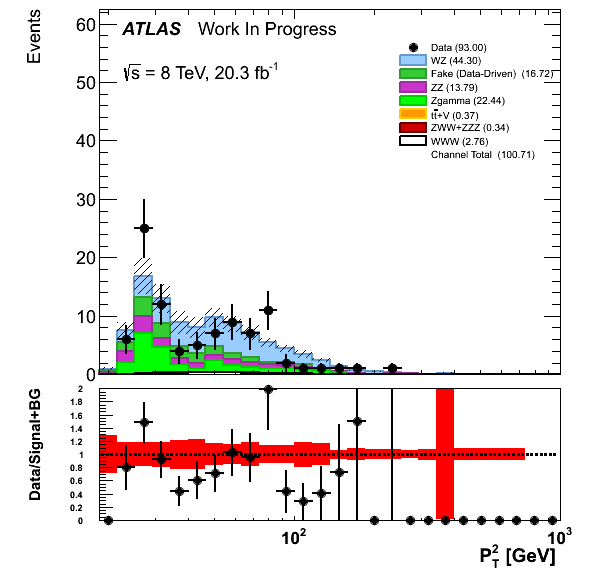 Events
60
50
40
30
20
10
0
ATLAS Work In Progress
√s = 8 TeV, 20.3 fb⁻¹
Data (93.00)
WZ (44.30)
Fake (Data-Driven) (16.72)
ZZ (13.79)
Zgamma (22.44)
tt̄+V (0.37)
ZWW+ZZZ (0.34)
WWW (2.76)
Channel Total (100.71)
Data/Signal+BG
2
1.8
1.6
1.4
1.2
1
0.8
0.6
0.4
0.2
0
10² 10³
P_T² [GeV]